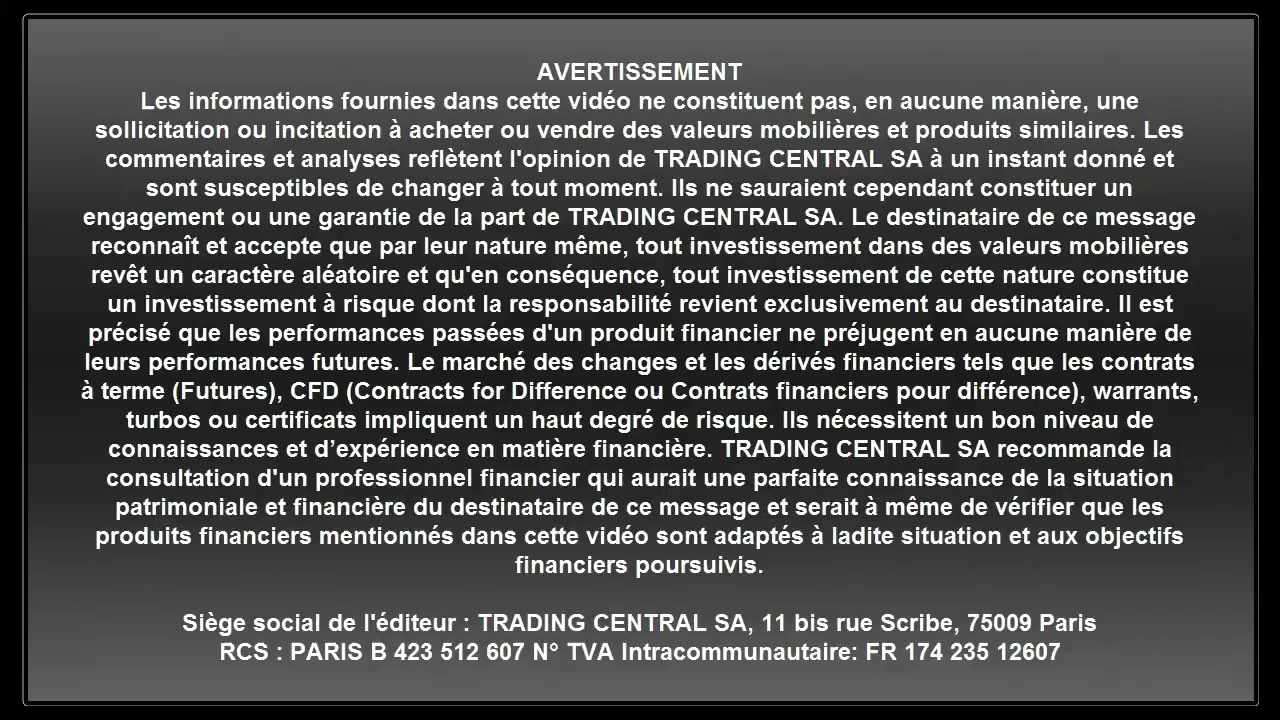 AVERTISSEMENT
Les informations fournies dans cette vidéo ne constituent pas, en aucune manière, une
sollicitation ou incitation à acheter ou vendre des valeurs mobilières et produits similaires. Les
commentaires et analyses reflètent l'opinion de TRADING CENTRAL SA à un instant donné et
sont susceptibles de changer à tout moment. Ils ne sauraient cependant constituer un
engagement ou une garantie de la part de TRADING CENTRAL SA. Le destinataire de ce message
reconnaît et accepte que par leur nature même, tout investissement dans des valeurs mobilières
revêt un caractère aléatoire et qu'en conséquence, tout investissement de cette nature constitue
un investissement à risque dont la responsabilité revient exclusivement au destinataire. Il est
précisé que les performances passées d'un produit financier ne préjugent en aucune manière de
leurs performances futures. Le marché des changes et les dérivés financiers tels que les contrats
à terme (Futures), CFD (Contracts for Difference ou Contrats financiers pour différence), warrants,
turbos ou certificats impliquent un haut degré de risque. Ils nécessitent un bon niveau de
connaissances et d’expérience en matière financière. TRADING CENTRAL SA recommande la
consultation d'un professionnel financier qui aurait une parfaite connaissance de la situation
patrimoniale et financière du destinataire de ce message et serait à même de vérifier que les
produits financiers mentionnés dans cette vidéo sont adaptés à ladite situation et aux objectifs
financiers poursuivis.
Siège social de l'éditeur : TRADING CENTRAL SA, 11 bis rue Scribe, 75009 Paris
RCS : PARIS B 423 512 607 N° TVA Intracommunautaire: FR 174 235 12607